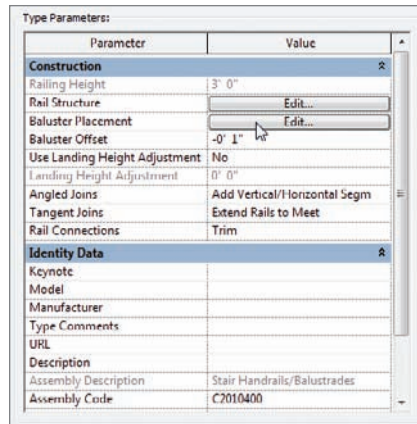 Type Parameters:
Parameter Value
Construction
Railing Height 3' 0"
Rail Structure Edit...
Baluster Placement Edit...
Baluster Offset -0' 1"
Use Landing Height Adjustment No
Landing Height Adjustment 0' 0"
Angled Joins Add Vertical/Horizontal Segm
Tangent Joins Extend Rails to Meet
Rail Connections Trim
Identity Data
Keynote
Model
Manufacturer
Type Comments
URL
Description
Assembly Description Stair Handrails/Balustrades
Assembly Code C2010400